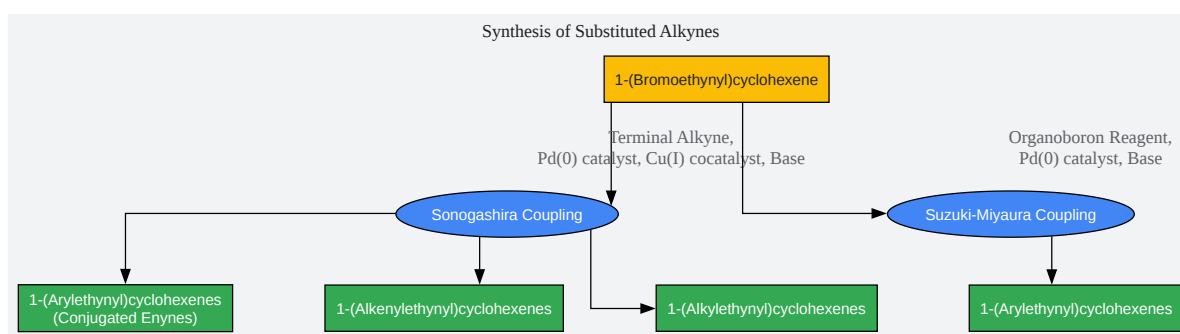 Synthesis of Substituted Alkynes
1-(Bromoethynyl)cyclohexene
Terminal Alkyne,
Pd(0) catalyst, Cu(I) cocatalyst, Base
Organoboron Reagent,
Pd(0) catalyst, Base
Sonogashira Coupling
Suzuki-Miyaura Coupling
1-(Arylethynyl)cyclohexenes
(Conjugated Enynes)
1-(Alkenylethynyl)cyclohexenes
1-(Alkylethynyl)cyclohexenes
1-(Arylethynyl)cyclohexenes